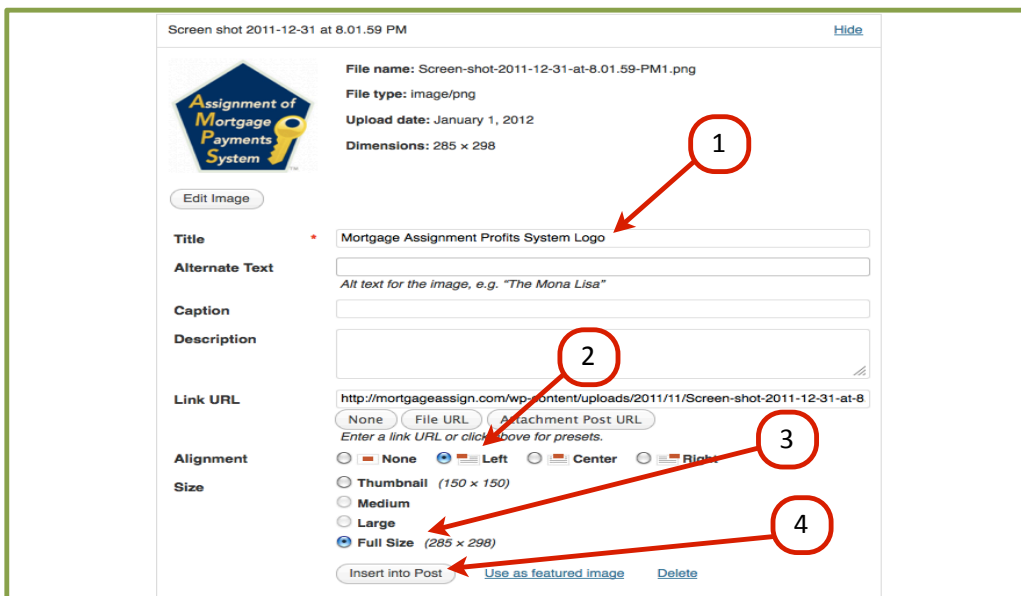 Screen shot 2011-12-31 at 8.01.59 PM Hide
Assignment of
Mortgage
Payments
System
TM
File name: Screen-shot-2011-12-31-at-8.01.59-PM1.png
File type: image/png
Upload date: January 1, 2012
Dimensions: 285 × 298
1
Edit Image
Title * Mortgage Assignment Profits System Logo
Alternate Text
Alt text for the image, e.g. "The Mona Lisa"
Caption
Description
2
Link URL http://mortgageassign.com/wp-content/uploads/2011/11/Screen-shot-2011-12-31-at-8
None File URL Attachment Post URL
Enter a link URL or click above for presets.
3
Alignment None Left Center Right
Size Thumbnail (150 × 150)
Medium
Large
4
Full Size (285 × 298)
Insert into Post Use as featured image Delete